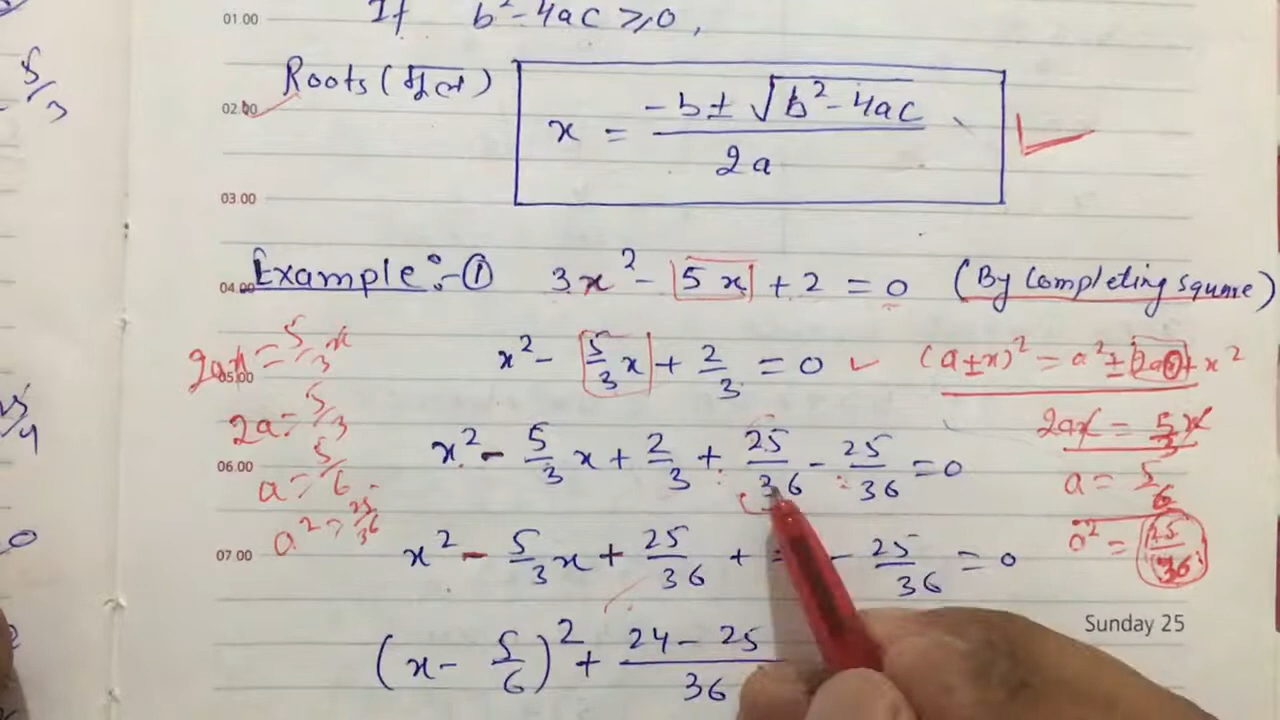 5/3
01.00
If b² - 4ac ≥ 0,
Roots (मूल)
02.00
x = (-b ± √(b² - 4ac)) / 2a
03.00
04.00
Example :- ① 3x² - 5x + 2 = 0 (By Completing square)
05.00
x² - 5/3 x + 2/3 = 0
(a±x)² = a² ± 2ax + x²
2ax = 5/3 x
2a = 5/3
a = 5/6
a² = 25/36
06.00
x² - 5/3 x + 2/3 + 25/36 - 25/36 = 0
2ax = 5/3 x
a = 5/6
a² = 25/36
07.00
x² - 5/3 x + 25/36 + - 25/36 = 0
(x - 5/6)² + (24 - 25)/36
Sunday 25